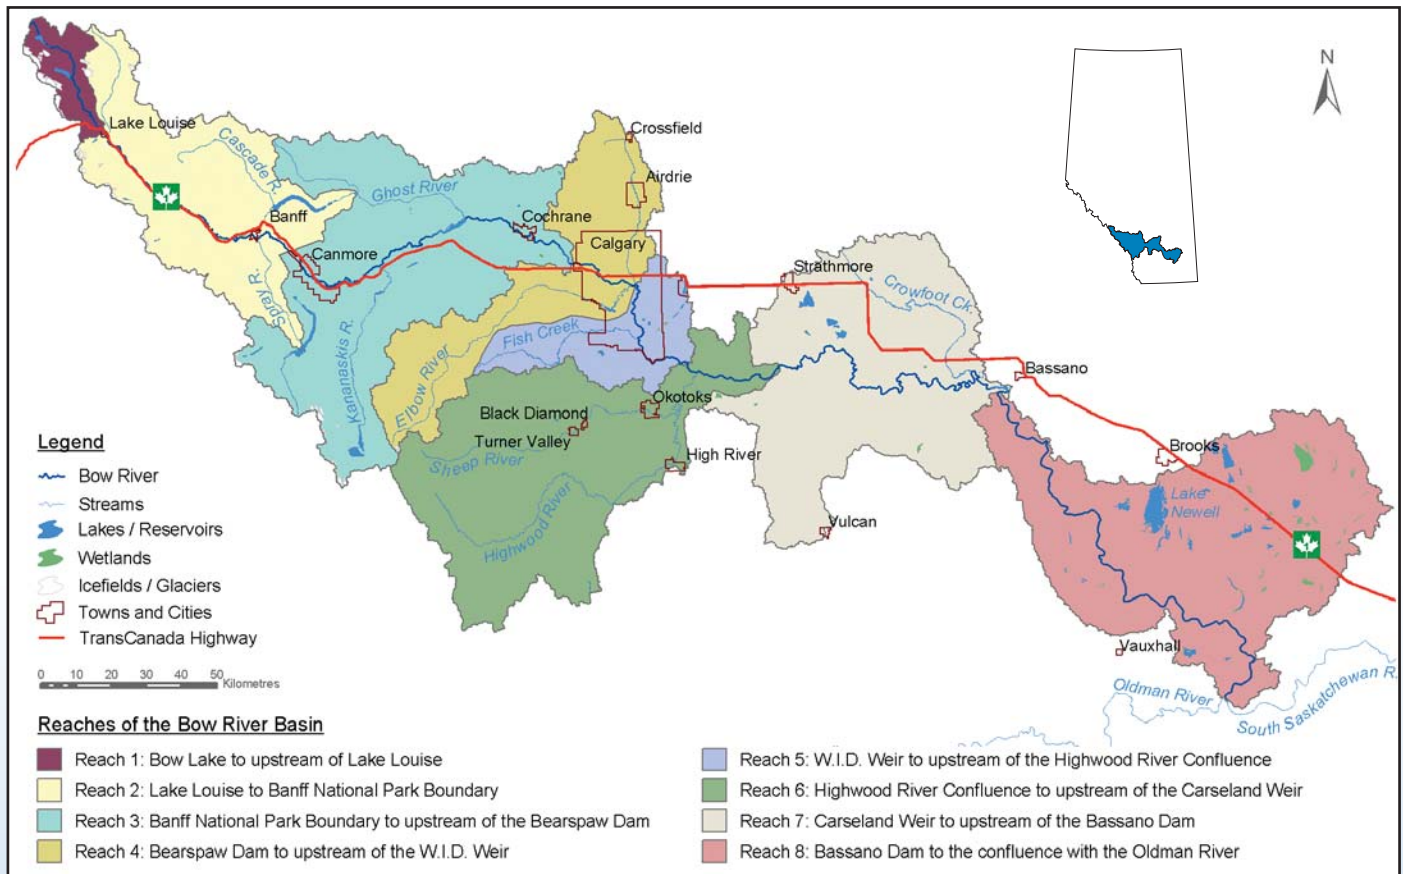 N
Crossfield
Lake Louise
Cascade R.
Airdrie
Ghost River
1
Banff
Cochrane
Calgary
Canmore
Strathmore
Spray R.
Crowfoot Ck.
Kananaskis R.
Fish Creek
Elbow River
Bassano
Okotoks
Black Diamond
Turner Valley
Sheep River
High River
Brooks
Highwood River
Lake
Newell
Vulcan
1
Vauxhall
Oldman River
South Saskatchewan R.
Legend
Bow River
Streams
Lakes / Reservoirs
Wetlands
Icefields / Glaciers
Towns and Cities
TransCanada Highway
0 10 20 30 40 50
Kilometres
Reaches of the Bow River Basin
Reach 1: Bow Lake to upstream of Lake Louise
Reach 2: Lake Louise to Banff National Park Boundary
Reach 3: Banff National Park Boundary to upstream of the Bearspaw Dam
Reach 4: Bearspaw Dam to upstream of the W.I.D. Weir
Reach 5: W.I.D. Weir to upstream of the Highwood River Confluence
Reach 6: Highwood River Confluence to upstream of the Carseland Weir
Reach 7: Carseland Weir to upstream of the Bassano Dam
Reach 8: Bassano Dam to the confluence with the Oldman River